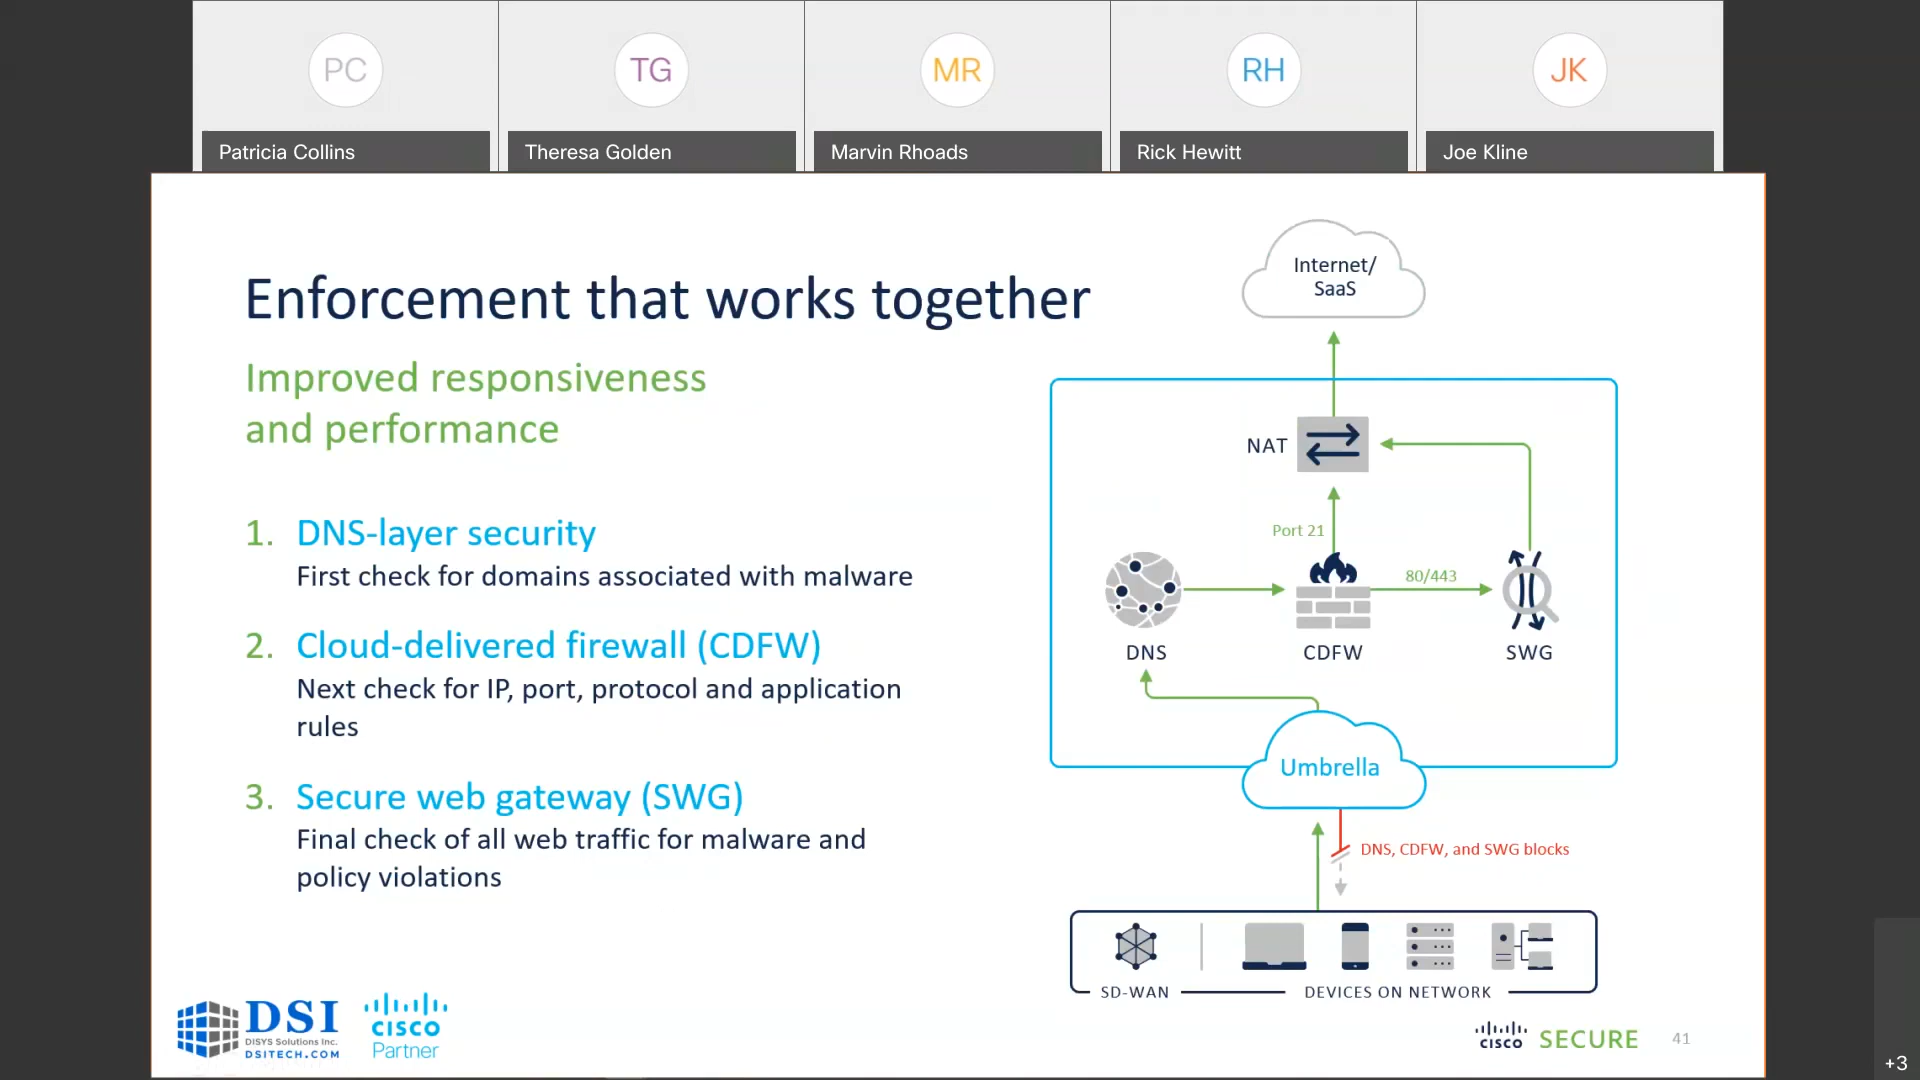 PC
TG
MR
RH
JK
Patricia Collins
Theresa Golden
Marvin Rhoads
Rick Hewitt
Joe Kline
Enforcement that works together
Improved responsiveness
and performance
1. DNS-layer security
First check for domains associated with malware
2. Cloud-delivered firewall (CDFW)
Next check for IP, port, protocol and application
rules
3. Secure web gateway (SWG)
Final check of all web traffic for malware and
policy violations
Internet/
SaaS
NAT
Port 21
80/443
DNS
CDFW
SWG
Umbrella
DNS, CDFW, and SWG blocks
SD-WAN
DEVICES ON NETWORK
DSI
DISYS Solutions Inc.
DSITECH.COM
CISCO
Partner
CISCO
SECURE
41
+3